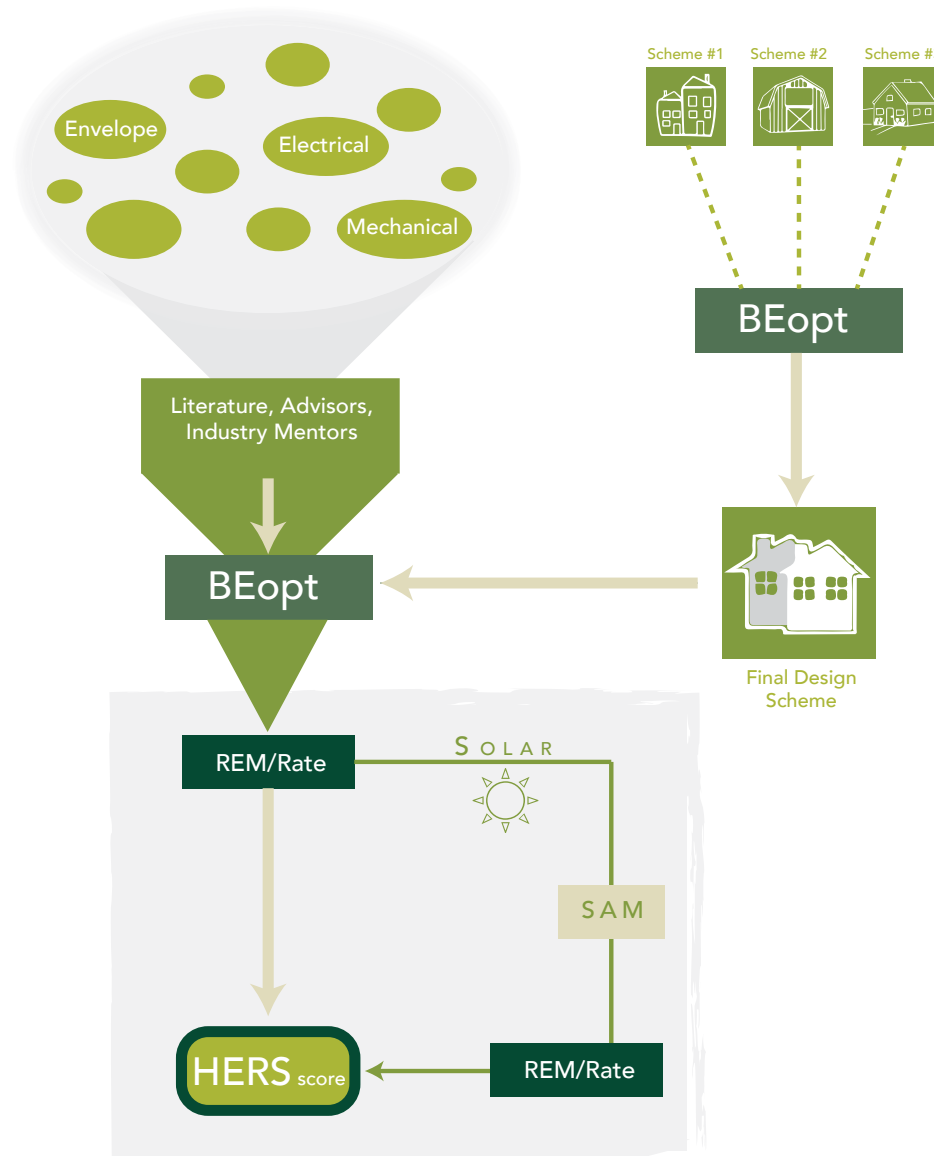 Scheme #1
Scheme #2
Scheme #
Envelope
Electrical
Mechanical
BEopt
Literature, Advisors,
Industry Mentors
BEopt
Final Design
Scheme
SOLAR
REM/Rate
SAM
HERS score
REM/Rate